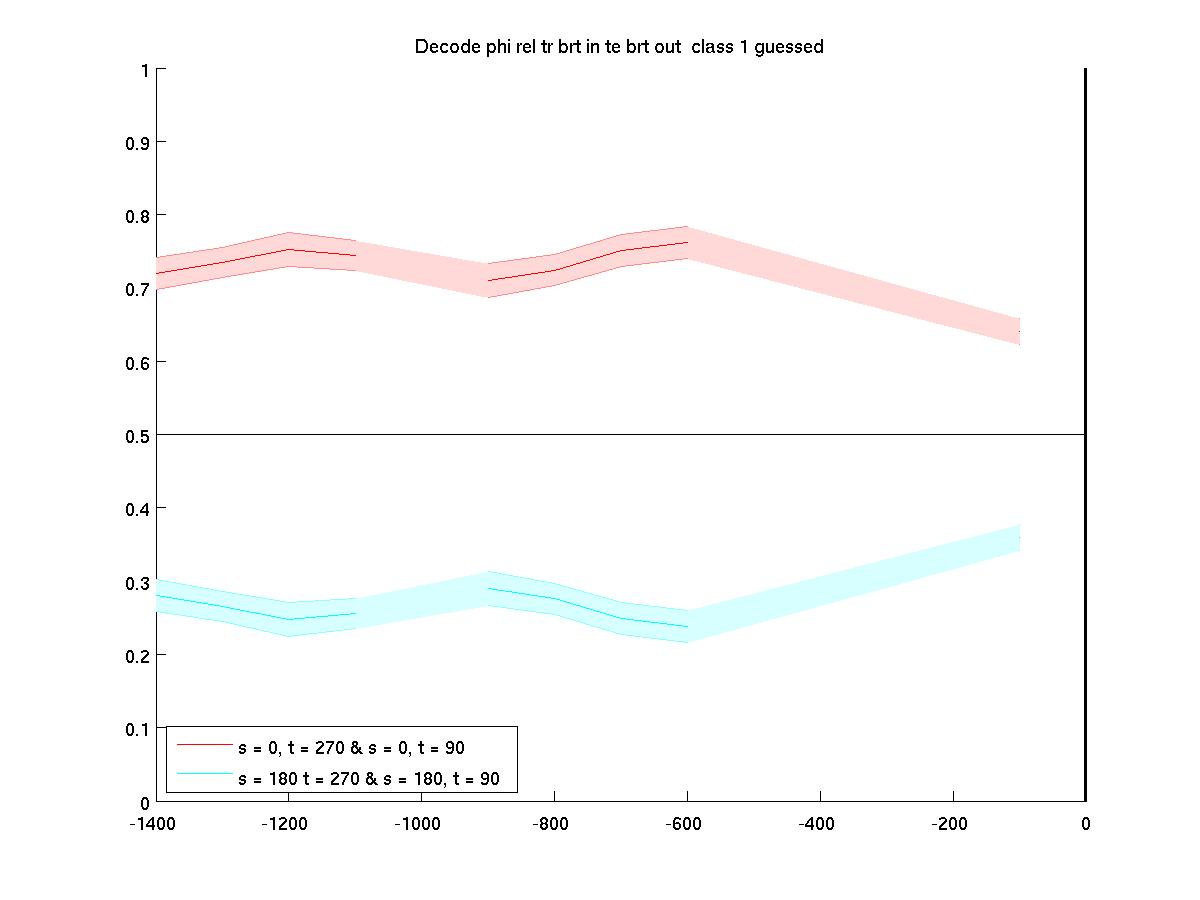 Decode phi rel tr brt in te brt out  class 1 guessed
1
0.9
0.8
0.7
0.6
0.5
0.4
0.3
0.2
0.1
0
s = 0, t = 270 & s = 0, t = 90
s = 180 t = 270 & s = 180, t = 90
-1400 -1200 -1000 -800 -600 -400 -200 0